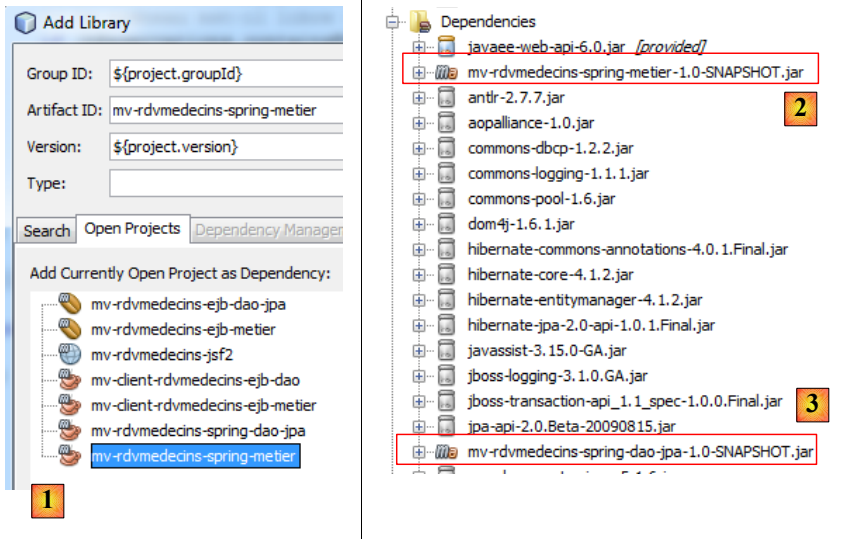 Add Library
Group ID: ${project.groupId}
Artifact ID: mv-rdvmedecins-spring-metier
Version: ${project.version}
Type:
Search Open Projects Dependency Manager
Add Currently Open Project as Dependency:
mv-rdvmedecins-ejb-dao-jpa
mv-rdvmedecins-ejb-metier
mv-rdvmedecins-jsf2
mv-client-rdvmedecins-ejb-dao
mv-client-rdvmedecins-ejb-metier
mv-rdvmedecins-spring-dao-jpa
mv-rdvmedecins-spring-metier
1
Dependencies
javaee-web-api-6.0.jar [provided]
mv-rdvmedecins-spring-metier-1.0-SNAPSHOT.jar
2
antlr-2.7.7.jar
aopalliance-1.0.jar
commons-dbcp-1.2.2.jar
commons-logging-1.1.1.jar
commons-pool-1.6.jar
dom4j-1.6.1.jar
hibernate-commons-annotations-4.0.1.Final.jar
hibernate-core-4.1.2.jar
hibernate-entitymanager-4.1.2.jar
hibernate-jpa-2.0-api-1.0.1.Final.jar
javassist-3.15.0-GA.jar
jboss-logging-3.1.0.GA.jar
jboss-transaction-api_1.1_spec-1.0.0.Final.jar
3
jpa-api-2.0.Beta-20090815.jar
mv-rdvmedecins-spring-dao-jpa-1.0-SNAPSHOT.jar